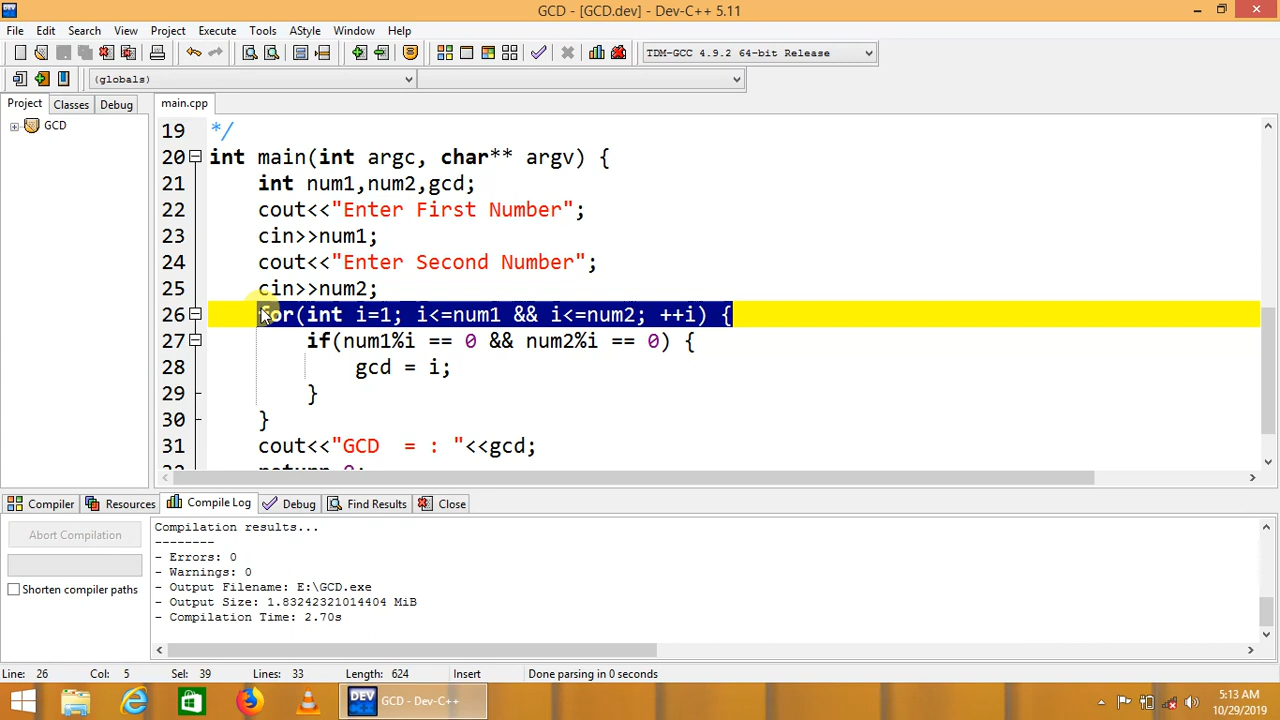 GCD - [GCD.dev] - Dev-C++ 5.11
File Edit Search View Project Execute Tools AStyle Window Help
TDM-GCC 4.9.2 64-bit Release
(globals)
Project Classes Debug
main.cpp
GCD
19 */
20 int main(int argc, char** argv) {
21 int num1,num2,gcd;
22 cout<<"Enter First Number";
23 cin>>num1;
24 cout<<"Enter Second Number";
25 cin>>num2;
26 for(int i=1; i<=num1 && i<=num2; ++i) {
27 if(num1%i == 0 && num2%i == 0) {
28 gcd = i;
29 }
30 }
31 cout<<"GCD  = : "<<gcd;
return 0;
Compiler Resources Compile Log Debug Find Results Close
Abort Compilation
Shorten compiler paths
Compilation results...
--------
- Errors: 0
- Warnings: 0
- Output Filename: E:\GCD.exe
- Output Size: 1.83242321014404 MiB
- Compilation Time: 2.70s
Line: 26 Col: 5 Sel: 39 Lines: 33 Length: 624 Insert Done parsing in 0 seconds
DEV GCD - Dev-C++
5:13 AM
10/29/2019